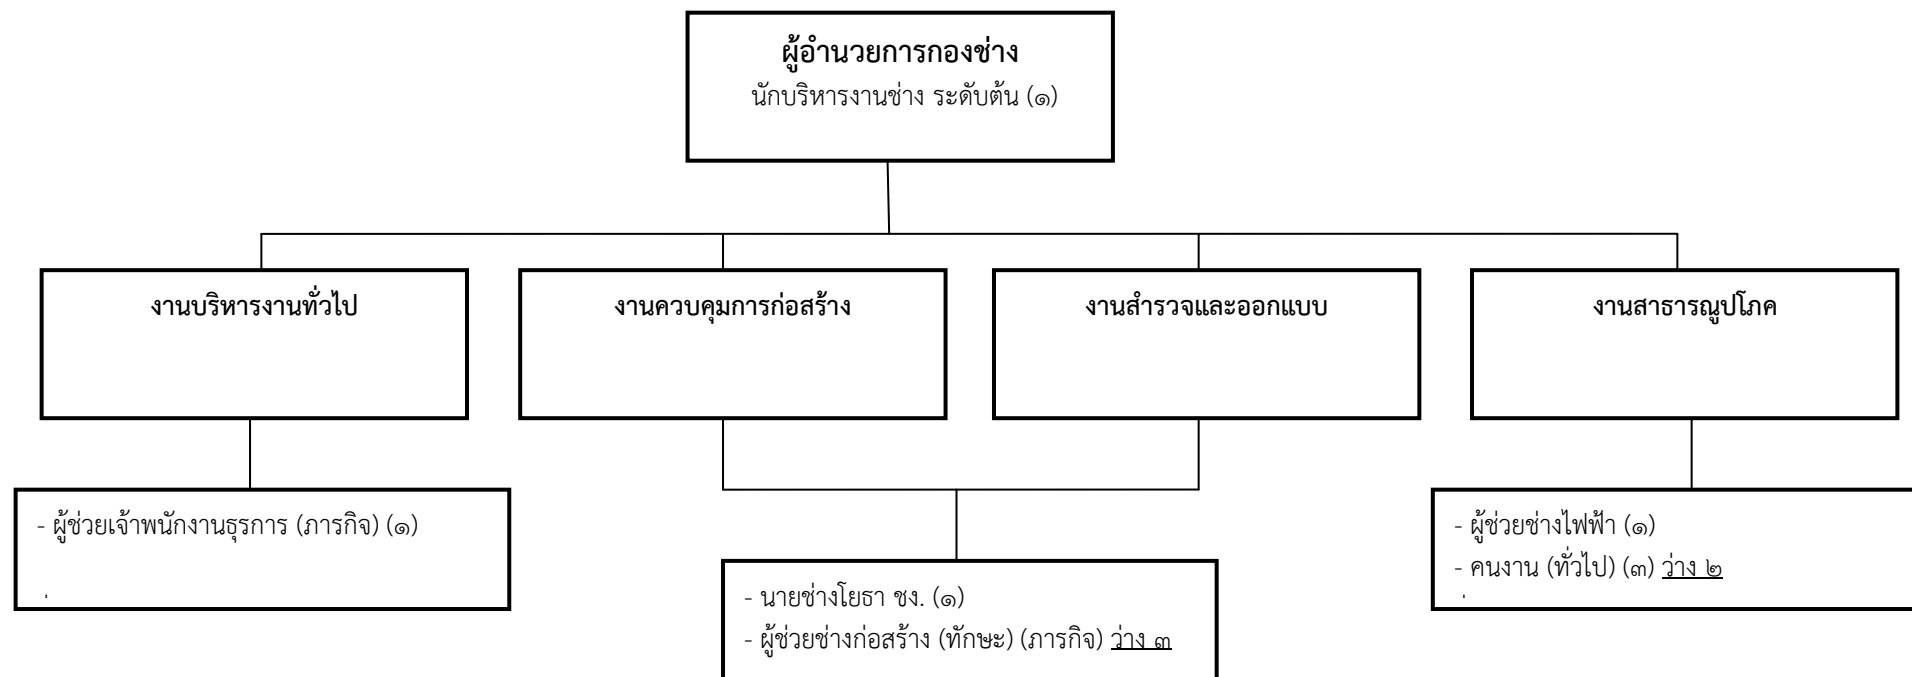 ผู้อำนวยการกองช่าง
นักบริหารงานช่าง ระดับต้น (๑)
งานบริหารงานทั่วไป
งานควบคุมการก่อสร้าง
งานสำรวจและออกแบบ
งานสาธารณูปโภค
- ผู้ช่วยเจ้าพนักงานธุรการ (ภารกิจ) (๑)
- นายช่างโยธา ชง. (๑)
- ผู้ช่วยช่างก่อสร้าง (ทักษะ) (ภารกิจ) ว่าง ๓
- ผู้ช่วยช่างไฟฟ้า (๑)
- คนงาน (ทั่วไป) (๓) ว่าง ๒